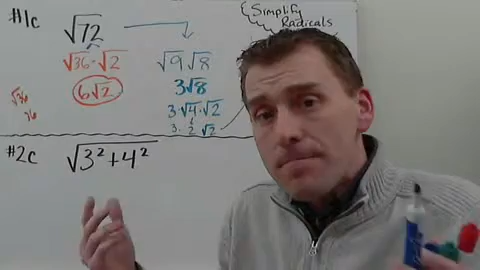 #1c
√72
√36 · √2
6√2
√36
√9 √8
3√8
3 · √4 · √2
3 · 2 √2
Simplify
Radicals
#2c
√3² + 4²